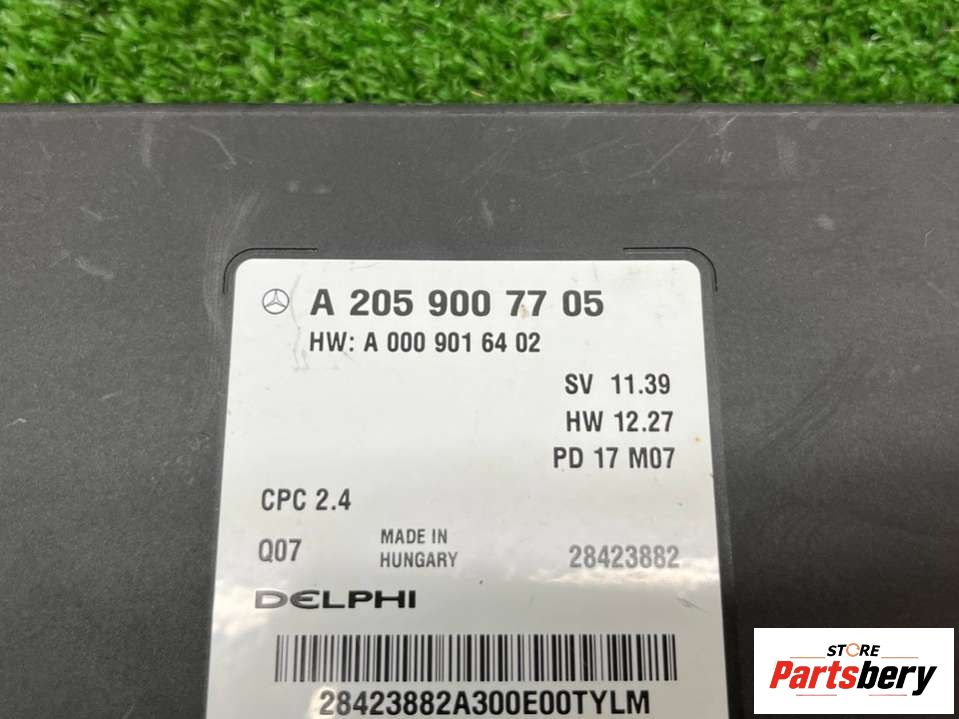 A 205 900 77 05
HW: A 000 901 64 02
SV 11.39
HW 12.27
PD 17 M07
CPC 2.4
Q07
MADE IN
HUNGARY
28423882
DELPHI
28423882A300E00TYLM
STORE
Partsbery